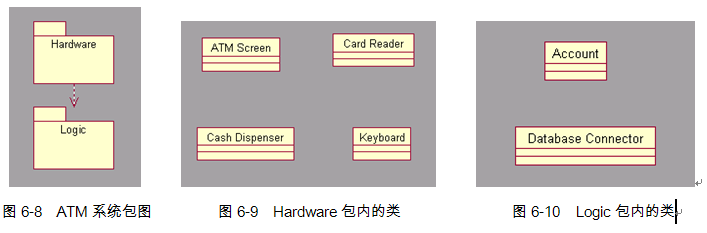 Hardware
Logic
ATM Screen
Card Reader
Cash Dispenser
Keyboard
Account
Database Connector
图 6-8 ATM 系统包图
图 6-9 Hardware 包内的类
图 6-10 Logic 包内的类